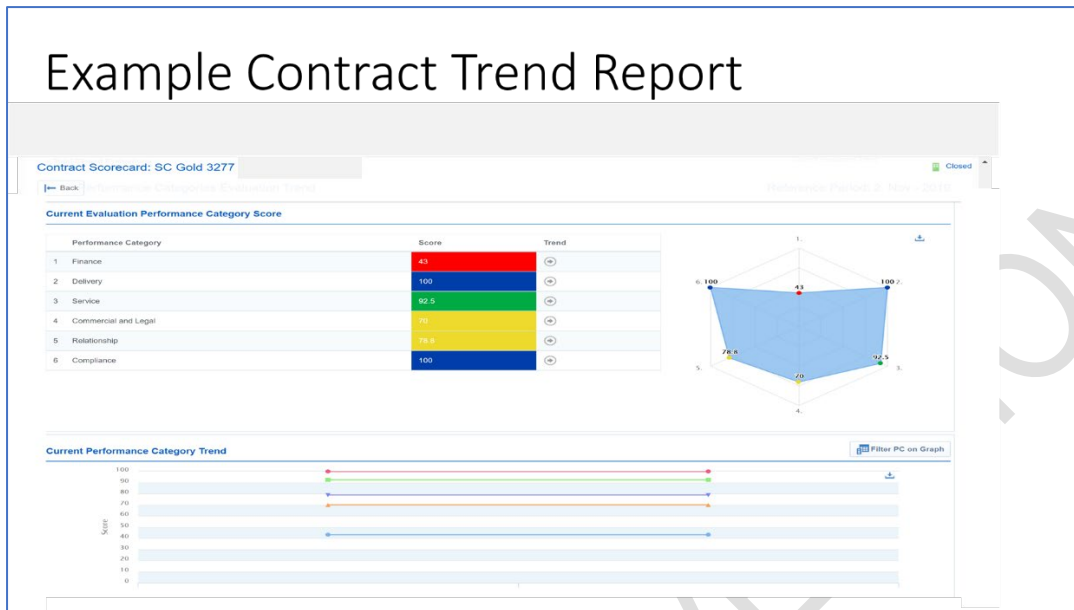 Example Contract Trend Report
Contract Scorecard: SC Gold 3277
Closed
Back
Current Evaluation Performance Category Score
Performance Category Score Trend
1 Finance 43
2 Delivery 100
3 Service 92.5
4 Commercial and Legal 70
5 Relationship 78.8
6 Compliance 100
1.
6. 100
43
100 2.
78.8
92.5
5.
70
3.
4.
Current Performance Category Trend
Filter PC on Graph
100
90
80
70
60
50
40
30
20
10
0
Score